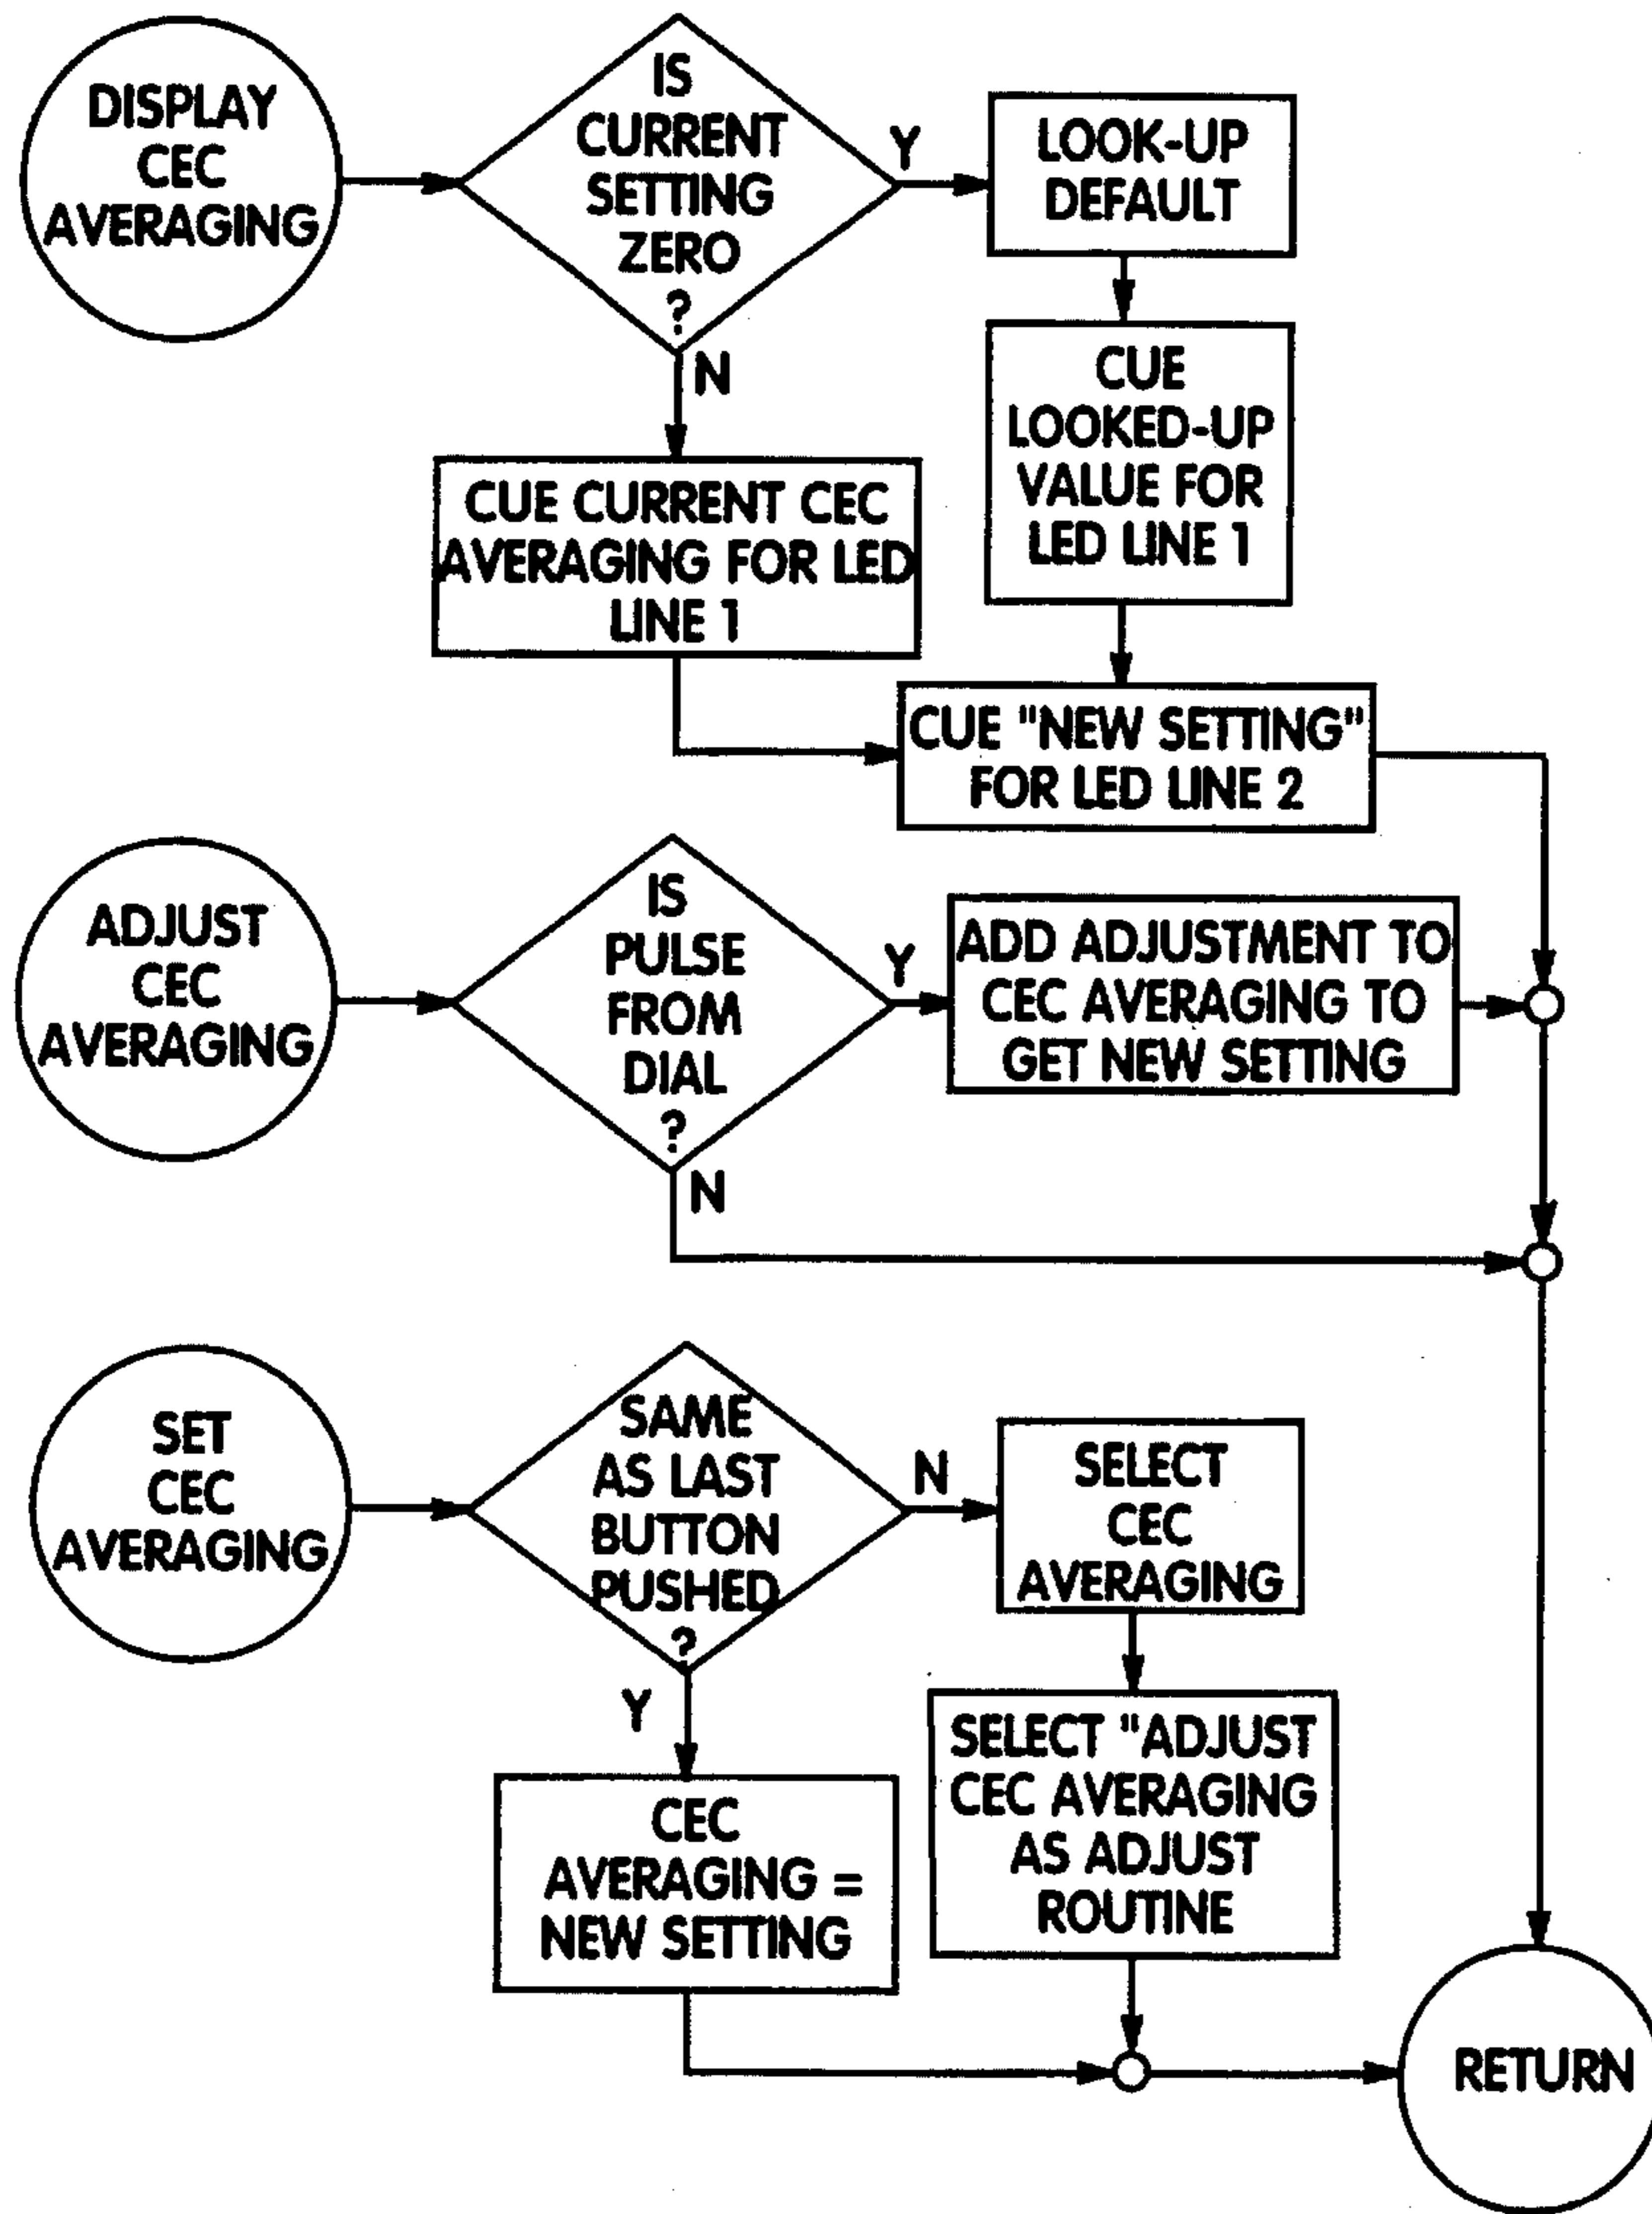 DISPLAY
CEC
AVERAGING
IS
CURRENT
SETTING
ZERO
?
Y
N
LOOK-UP
DEFAULT
CUE
LOOKED-UP
VALUE FOR
LED LINE 1
CUE CURRENT CEC
AVERAGING FOR LED
LINE 1
CUE "NEW SETTING"
FOR LED LINE 2
ADJUST
CEC
AVERAGING
IS
PULSE
FROM
DIAL
?
Y
N
ADD ADJUSTMENT TO
CEC AVERAGING TO
GET NEW SETTING
SET
CEC
AVERAGING
SAME
AS LAST
BUTTON
PUSHED
?
N
Y
SELECT
CEC
AVERAGING
SELECT "ADJUST
CEC AVERAGING
AS ADJUST
ROUTINE
CEC
AVERAGING =
NEW SETTING
RETURN